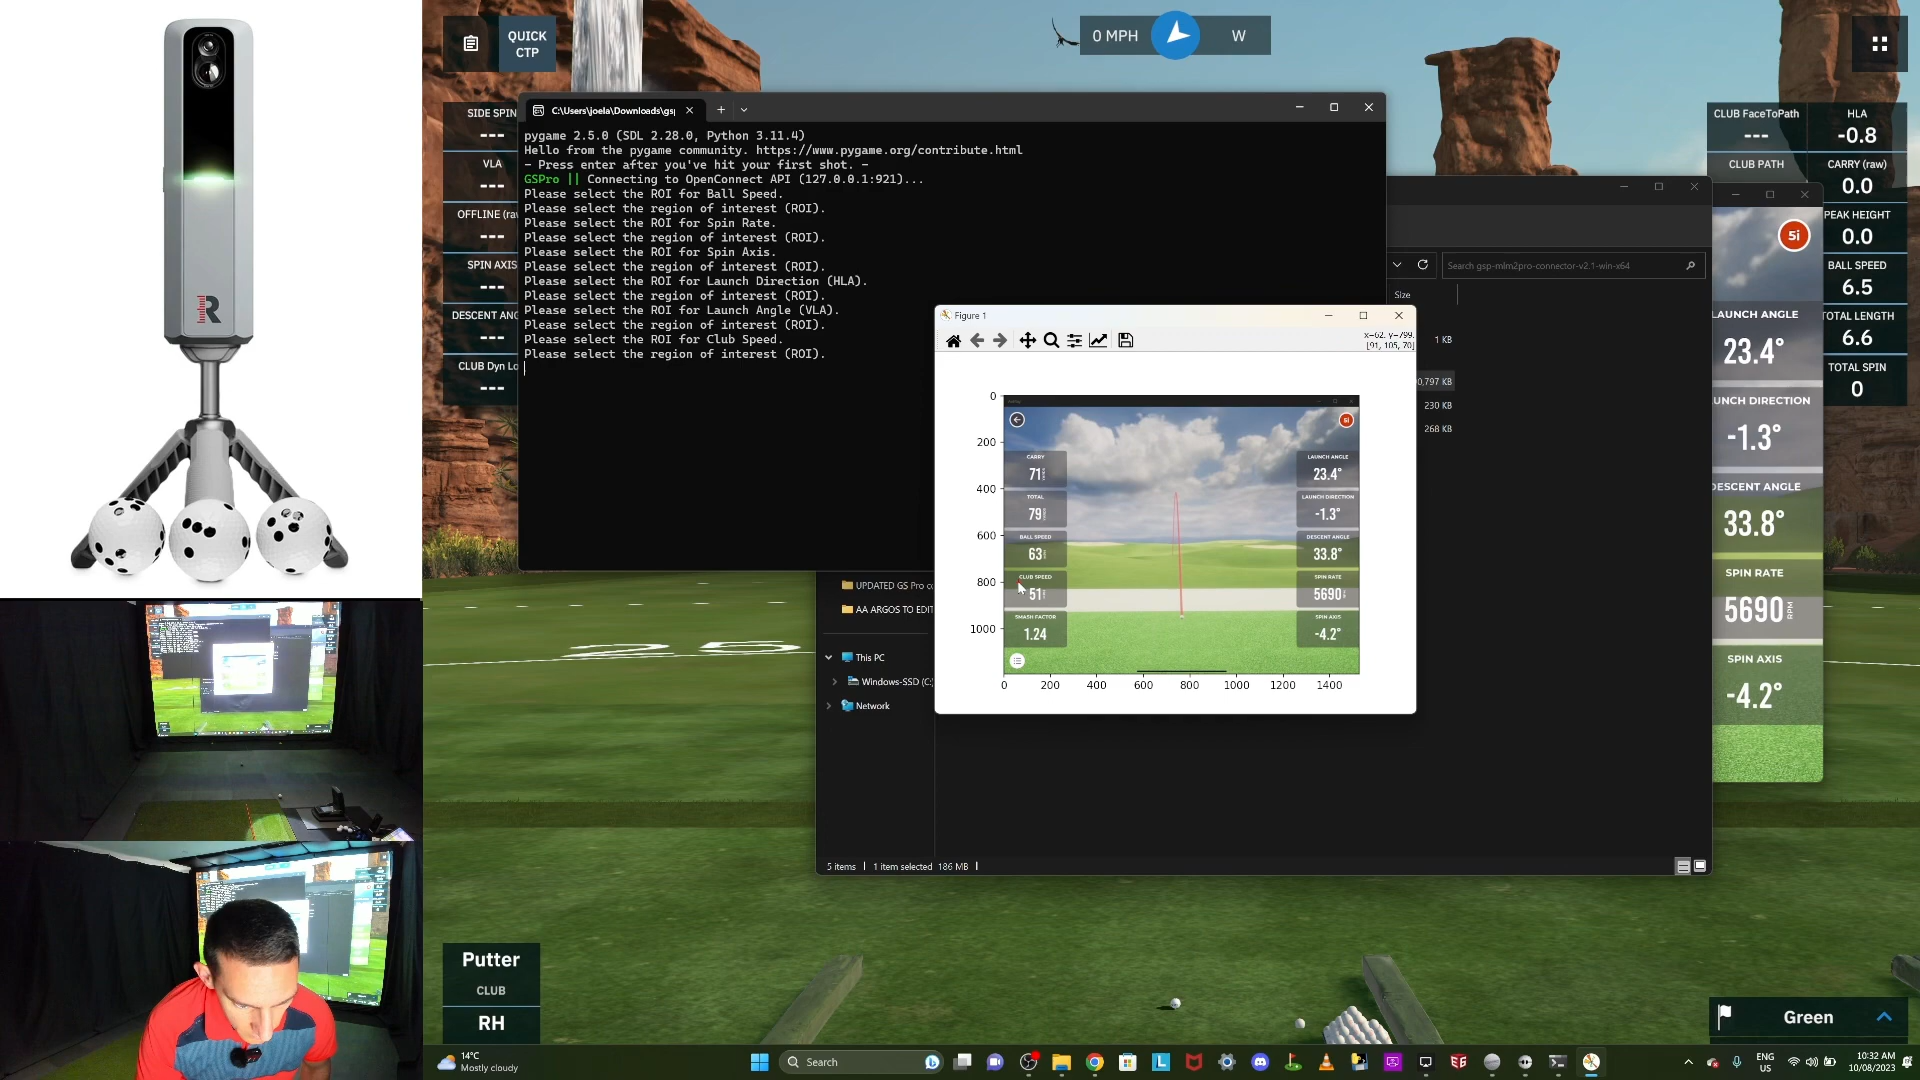 QUICK
CTP
0 MPH
W
SIDE SPIN
---
VLA
---
OFFLINE (raw
---
SPIN AXIS
---
DESCENT ANG
---
CLUB Dyn Lo
---
C:\Users\joela\Downloads\gsp
pygame 2.5.0 (SDL 2.28.0, Python 3.11.4)
Hello from the pygame community. https://www.pygame.org/contribute.html
- Press enter after you've hit your first shot. -
GSPro || Connecting to OpenConnect API (127.0.0.1:921)...
Please select the ROI for Ball Speed.
Please select the region of interest (ROI).
Please select the ROI for Spin Rate.
Please select the region of interest (ROI).
Please select the ROI for Spin Axis.
Please select the region of interest (ROI).
Please select the ROI for Launch Direction (HLA).
Please select the region of interest (ROI).
Please select the ROI for Launch Angle (VLA).
Please select the region of interest (ROI).
Please select the ROI for Club Speed.
Please select the region of interest (ROI).
Search gsp-mlm2pro-connector-v2.1-win-x64
Size
1 KB
0,797 KB
230 KB
268 KB
UPDATED GS Pro co
AA ARGOS TO EDIT
This PC
Windows-SSD (C:
Network
5 items
1 item selected 186 MB
Figure 1
x=62. y=799.
[91, 105, 70]
0
200
400
600
800
1000
0 200 400 600 800 1000 1200 1400
CARRY
71
TOTAL
79
BALL SPEED
63
CLUB SPEED
51
SMASH FACTOR
1.24
5i
LAUNCH ANGLE
23.4°
LAUNCH DIRECTION
-1.3°
DESCENT ANGLE
33.8°
SPIN RATE
5690
SPIN AXIS
-4.2°
5i
LAUNCH ANGLE
23.4°
UNCH DIRECTION
-1.3°
DESCENT ANGLE
33.8°
SPIN RATE
5690 RPM
SPIN AXIS
-4.2°
CLUB FaceToPath
---
CLUB PATH
HLA
-0.8
CARRY (raw)
0.0
PEAK HEIGHT
0.0
BALL SPEED
6.5
TOTAL LENGTH
6.6
TOTAL SPIN
0
Putter
CLUB
RH
Green
14°C
Mostly cloudy
Search
ENG
US
10:32 AM
10/08/2023